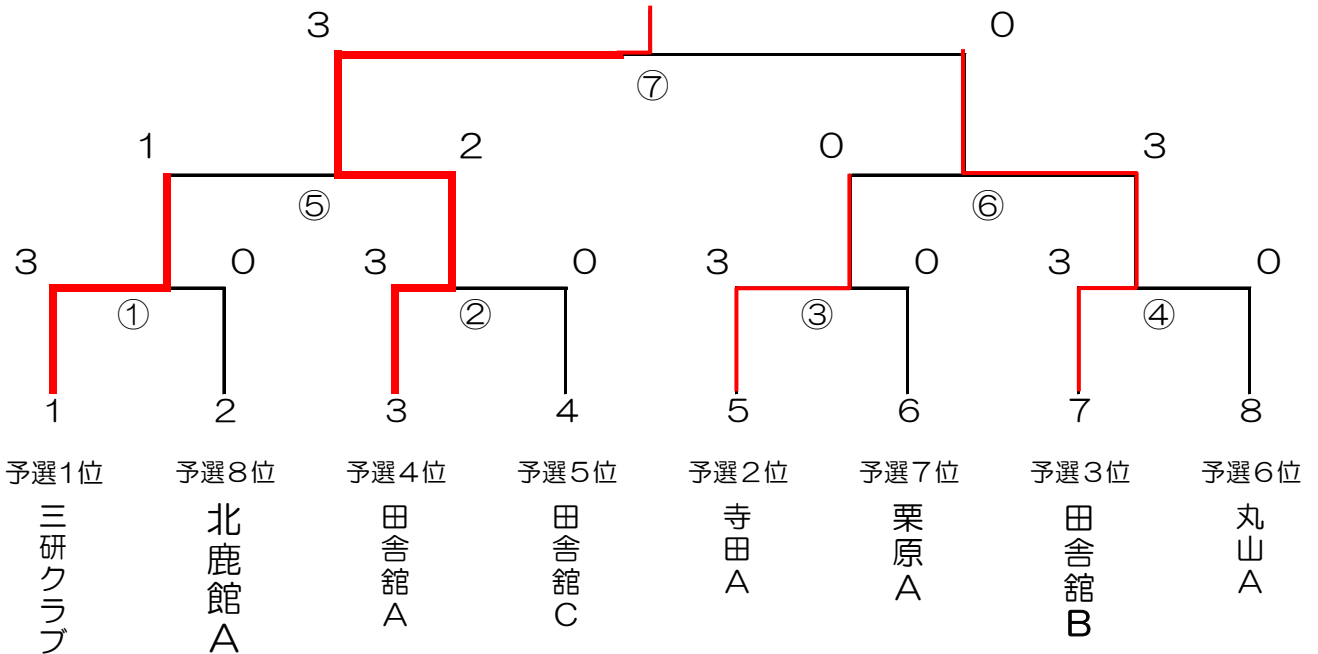 ３ ０
⑦
１ ２ ０ ３
⑤ ⑥
３ ０ ３ ０ ３ ０ ３ ０
① ② ③ ④
１ ２ ３ ４ ５ ６ ７ ８
予選１位 予選８位 予選４位 予選５位 予選２位 予選７位 予選３位 予選６位
三研クラブ
北鹿館Ａ
田舎舘Ａ
田舎舘Ｃ
寺田Ａ
栗原Ａ
田舎舘Ｂ
丸山Ａ